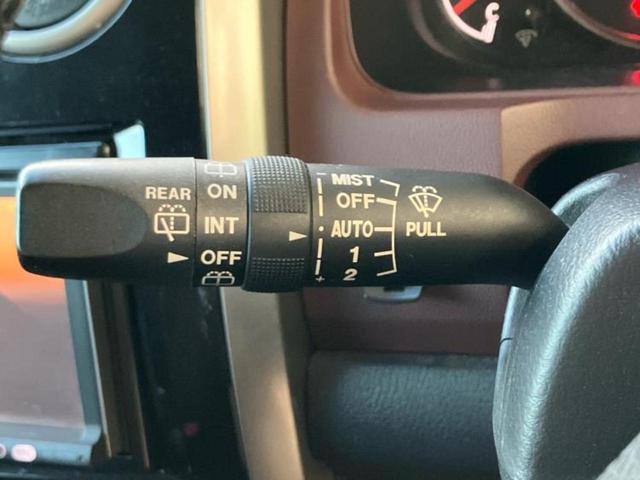 REAR
ON
INT
OFF
-
+
MIST
OFF
AUTO
1
2
PULL
C